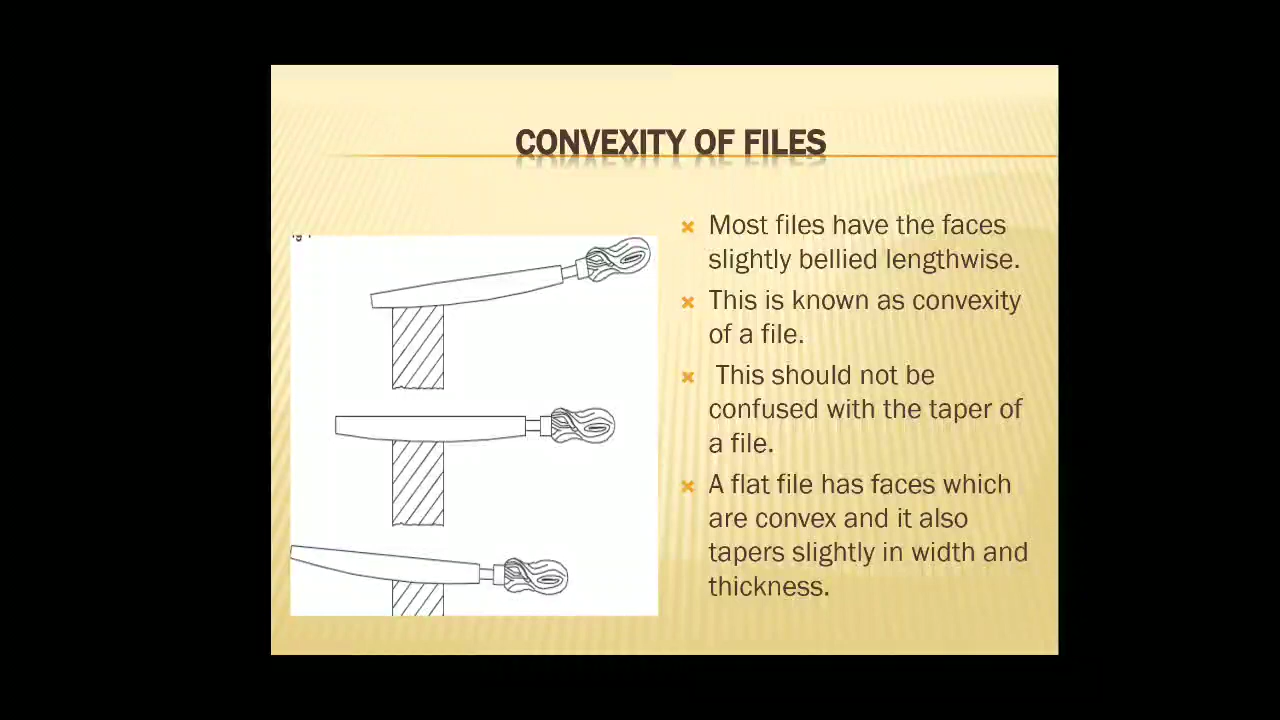 CONVEXITY OF FILES
Most files have the faces
slightly bellied lengthwise.
This is known as convexity
of a file.
This should not be
confused with the taper of
a file.
A flat file has faces which
are convex and it also
tapers slightly in width and
thickness.